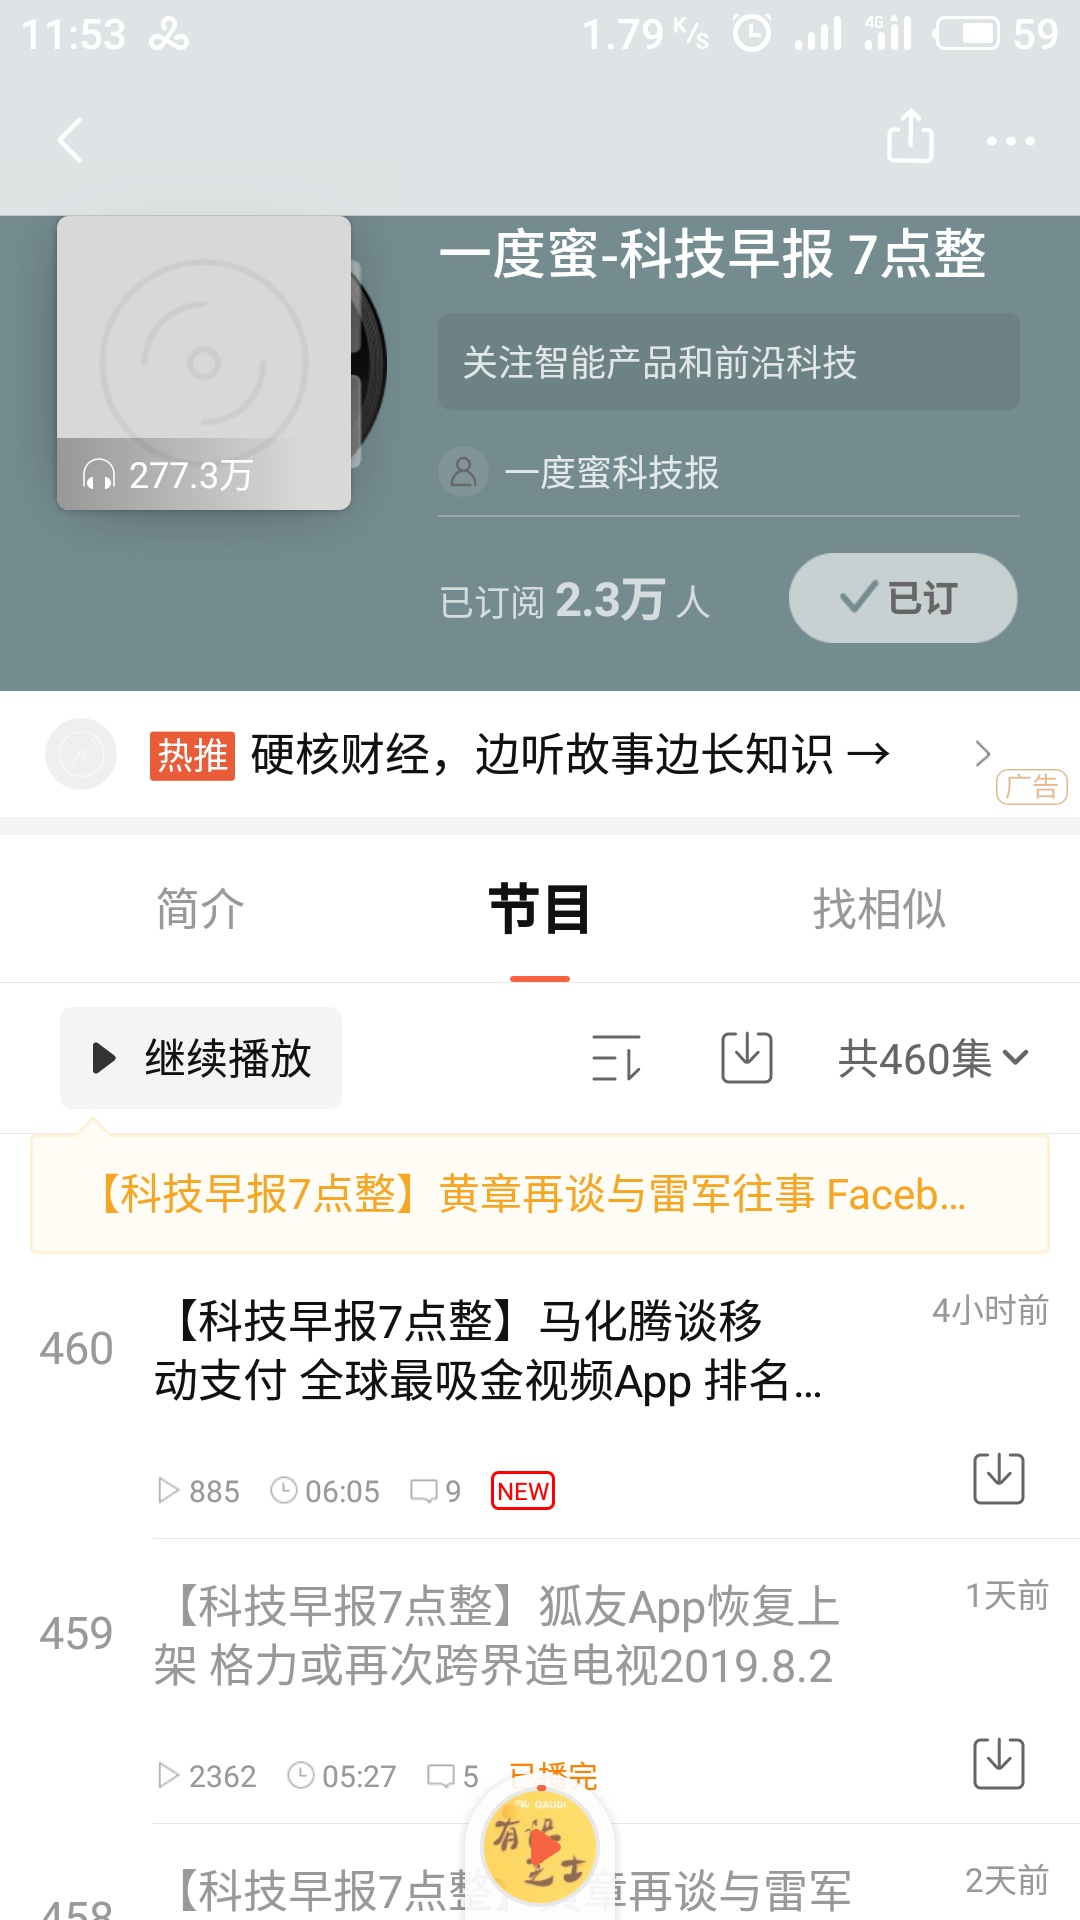 11:53
1.79 K/s
4G
59
一度蜜-科技早报 7点整
关注智能产品和前沿科技
277.3万
一度蜜科技报
已订阅 2.3万 人
已订
热推 硬核财经，边听故事边长知识 →
广告
简介
节目
找相似
继续播放
共460集
【科技早报7点整】黄章再谈与雷军往事 Faceb...
460
【科技早报7点整】马化腾谈移
动支付 全球最吸金视频App 排名...
4小时前
885
06:05
9
NEW
459
【科技早报7点整】狐友App恢复上
架 格力或再次跨界造电视2019.8.2
1天前
2362
05:27
5
已播完
GAUDI
有
芝士
458
【科技早报7点整】黄章再谈与雷军
2天前